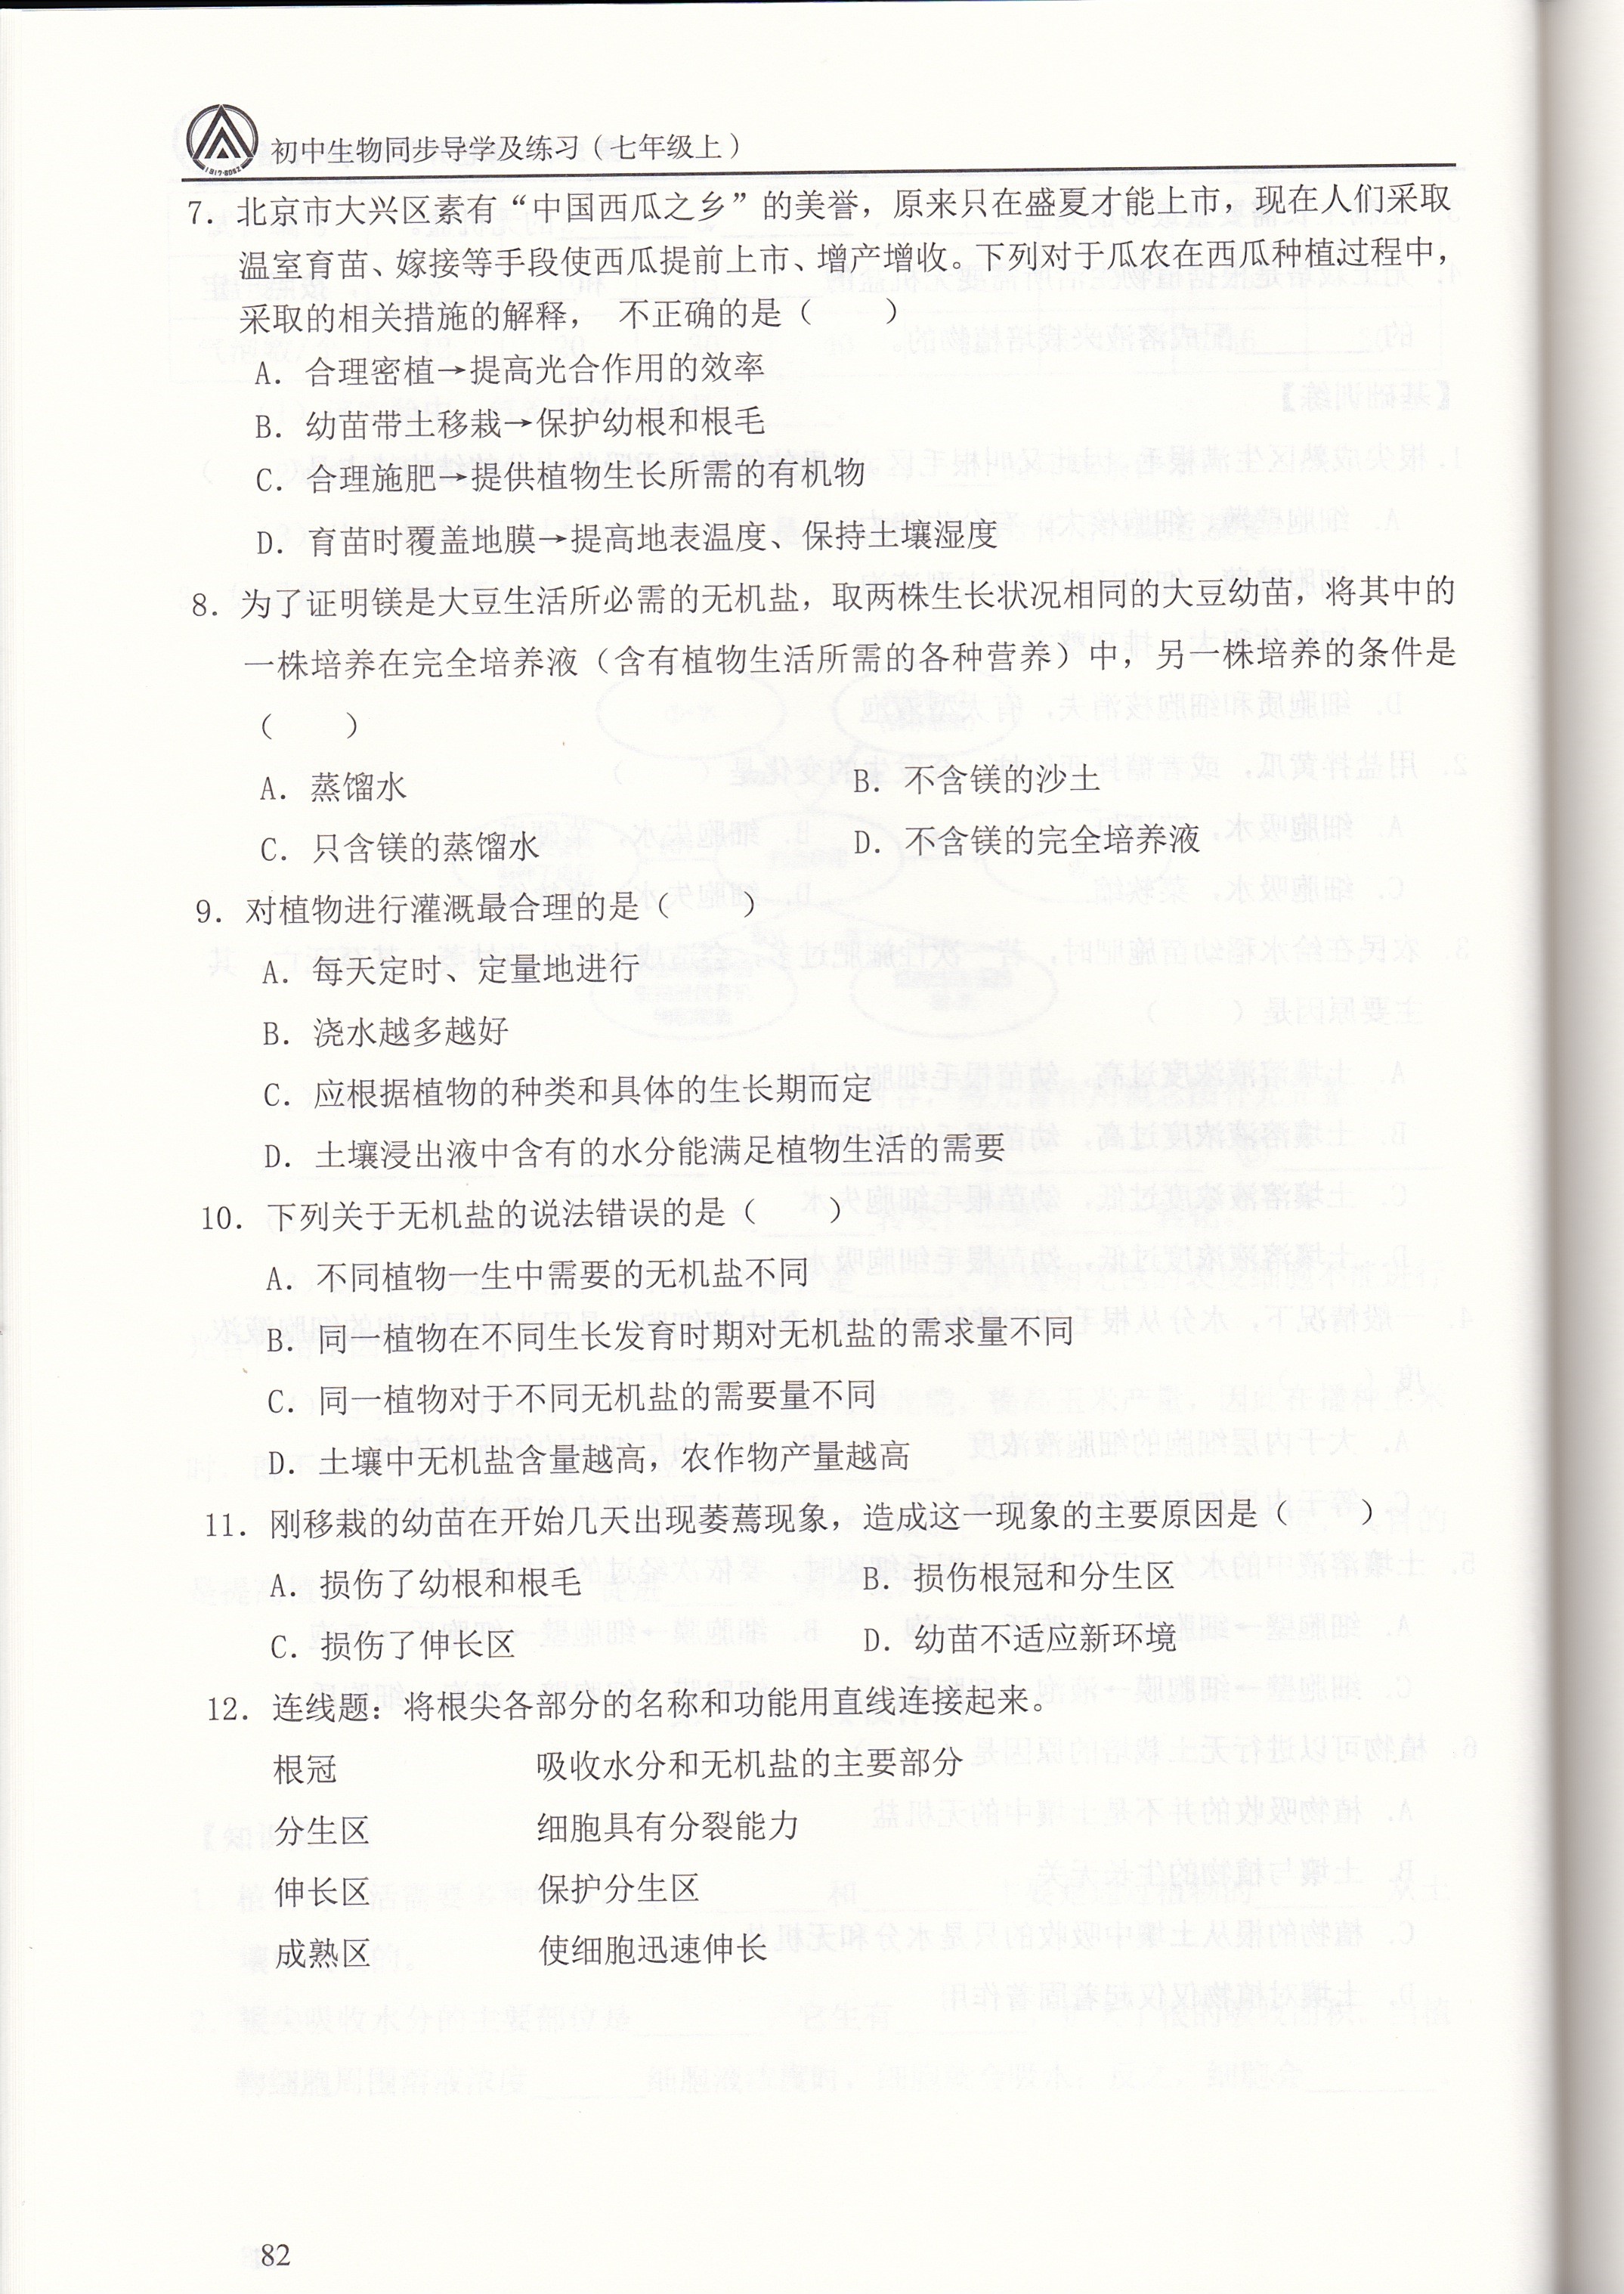 初中生物同步导学及练习（七年级上）
7. 北京市大兴区素有“中国西瓜之乡”的美誉，原来只在盛夏才能上市，现在人们采取
温室育苗、嫁接等手段使西瓜提前上市、增产增收。下列对于瓜农在西瓜种植过程中，
采取的相关措施的解释， 不正确的是（　　）
A. 合理密植→提高光合作用的效率
B. 幼苗带土移栽→保护幼根和根毛
C. 合理施肥→提供植物生长所需的有机物
D. 育苗时覆盖地膜→提高地表温度、保持土壤湿度
8. 为了证明镁是大豆生活所必需的无机盐，取两株生长状况相同的大豆幼苗，将其中的
一株培养在完全培养液（含有植物生活所需的各种营养）中，另一株培养的条件是
（　　）
A. 蒸馏水　　B. 不含镁的沙土
C. 只含镁的蒸馏水　　D. 不含镁的完全培养液
9. 对植物进行灌溉最合理的是（　　）
A. 每天定时、定量地进行
B. 浇水越多越好
C. 应根据植物的种类和具体的生长期而定
D. 土壤浸出液中含有的水分能满足植物生活的需要
10. 下列关于无机盐的说法错误的是（　　）
A. 不同植物一生中需要的无机盐不同
B. 同一植物在不同生长发育时期对无机盐的需求量不同
C. 同一植物对于不同无机盐的需要量不同
D. 土壤中无机盐含量越高，农作物产量越高
11. 刚移栽的幼苗在开始几天出现萎蔫现象，造成这一现象的主要原因是（　　）
A. 损伤了幼根和根毛　　B. 损伤根冠和分生区
C. 损伤了伸长区　　D. 幼苗不适应新环境
12. 连线题：将根尖各部分的名称和功能用直线连接起来。
根冠　　吸收水分和无机盐的主要部分
分生区　　细胞具有分裂能力
伸长区　　保护分生区
成熟区　　使细胞迅速伸长
82